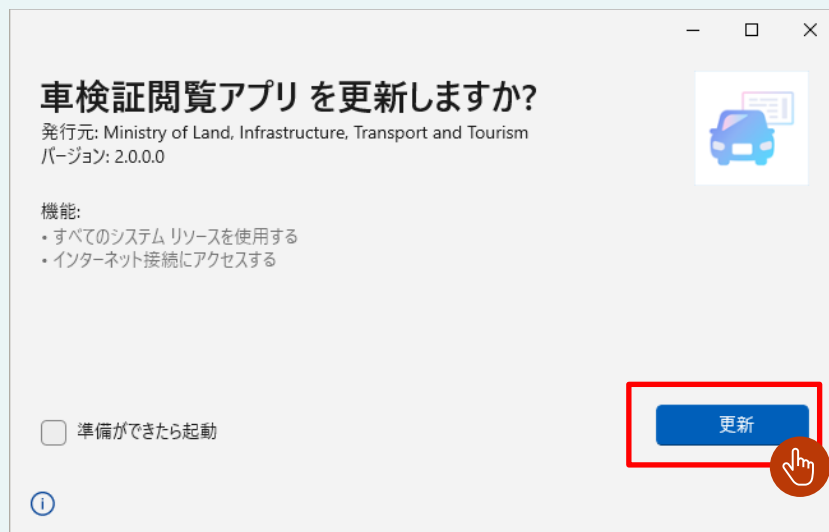 車検証閲覧アプリ を更新しますか?
発行元: Ministry of Land, Infrastructure, Transport and Tourism
バージョン: 2.0.0.0
機能:
• すべてのシステム リソースを使用する
• インターネット接続にアクセスする
準備ができたら起動
更新